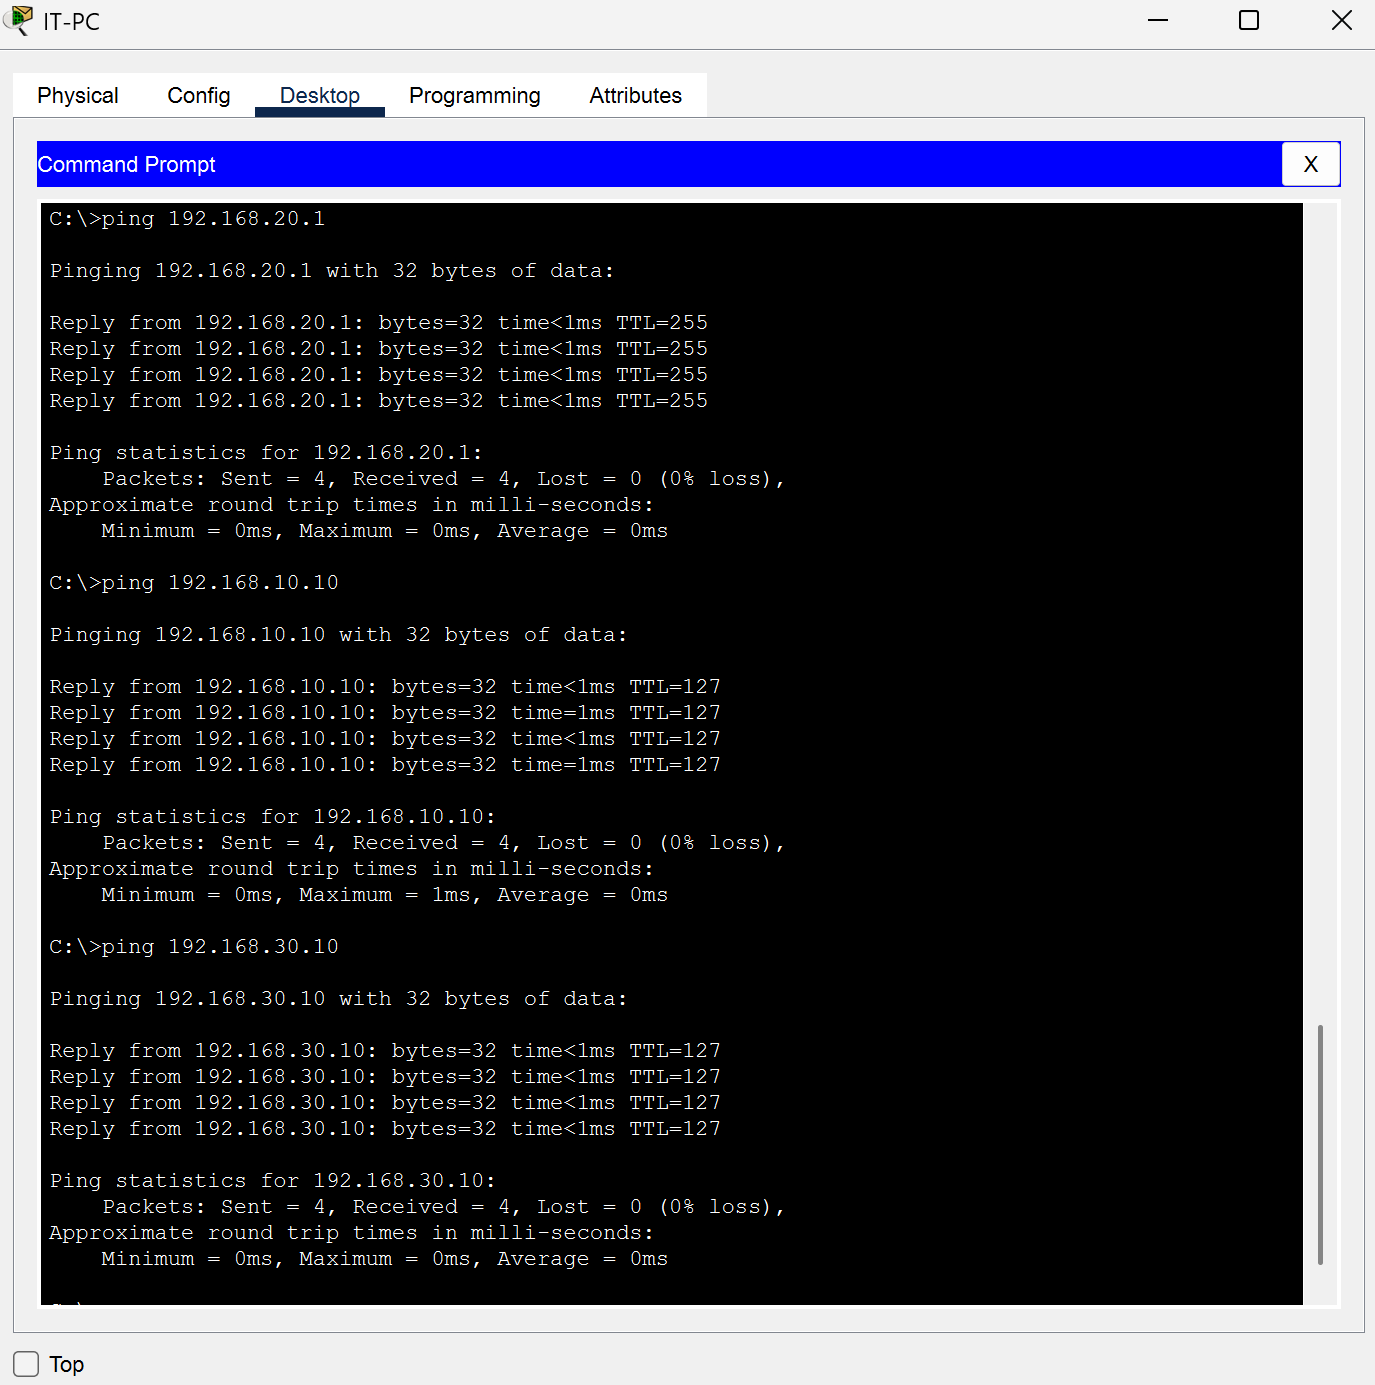 IT-PC
Physical Config Desktop Programming Attributes
Command Prompt X
C:\>ping 192.168.20.1
Pinging 192.168.20.1 with 32 bytes of data:
Reply from 192.168.20.1: bytes=32 time<1ms TTL=255
Reply from 192.168.20.1: bytes=32 time<1ms TTL=255
Reply from 192.168.20.1: bytes=32 time<1ms TTL=255
Reply from 192.168.20.1: bytes=32 time<1ms TTL=255
Ping statistics for 192.168.20.1:
Packets: Sent = 4, Received = 4, Lost = 0 (0% loss),
Approximate round trip times in milli-seconds:
Minimum = 0ms, Maximum = 0ms, Average = 0ms
C:\>ping 192.168.10.10
Pinging 192.168.10.10 with 32 bytes of data:
Reply from 192.168.10.10: bytes=32 time<1ms TTL=127
Reply from 192.168.10.10: bytes=32 time=1ms TTL=127
Reply from 192.168.10.10: bytes=32 time<1ms TTL=127
Reply from 192.168.10.10: bytes=32 time=1ms TTL=127
Ping statistics for 192.168.10.10:
Packets: Sent = 4, Received = 4, Lost = 0 (0% loss),
Approximate round trip times in milli-seconds:
Minimum = 0ms, Maximum = 1ms, Average = 0ms
C:\>ping 192.168.30.10
Pinging 192.168.30.10 with 32 bytes of data:
Reply from 192.168.30.10: bytes=32 time<1ms TTL=127
Reply from 192.168.30.10: bytes=32 time<1ms TTL=127
Reply from 192.168.30.10: bytes=32 time<1ms TTL=127
Reply from 192.168.30.10: bytes=32 time<1ms TTL=127
Ping statistics for 192.168.30.10:
Packets: Sent = 4, Received = 4, Lost = 0 (0% loss),
Approximate round trip times in milli-seconds:
Minimum = 0ms, Maximum = 0ms, Average = 0ms
Top